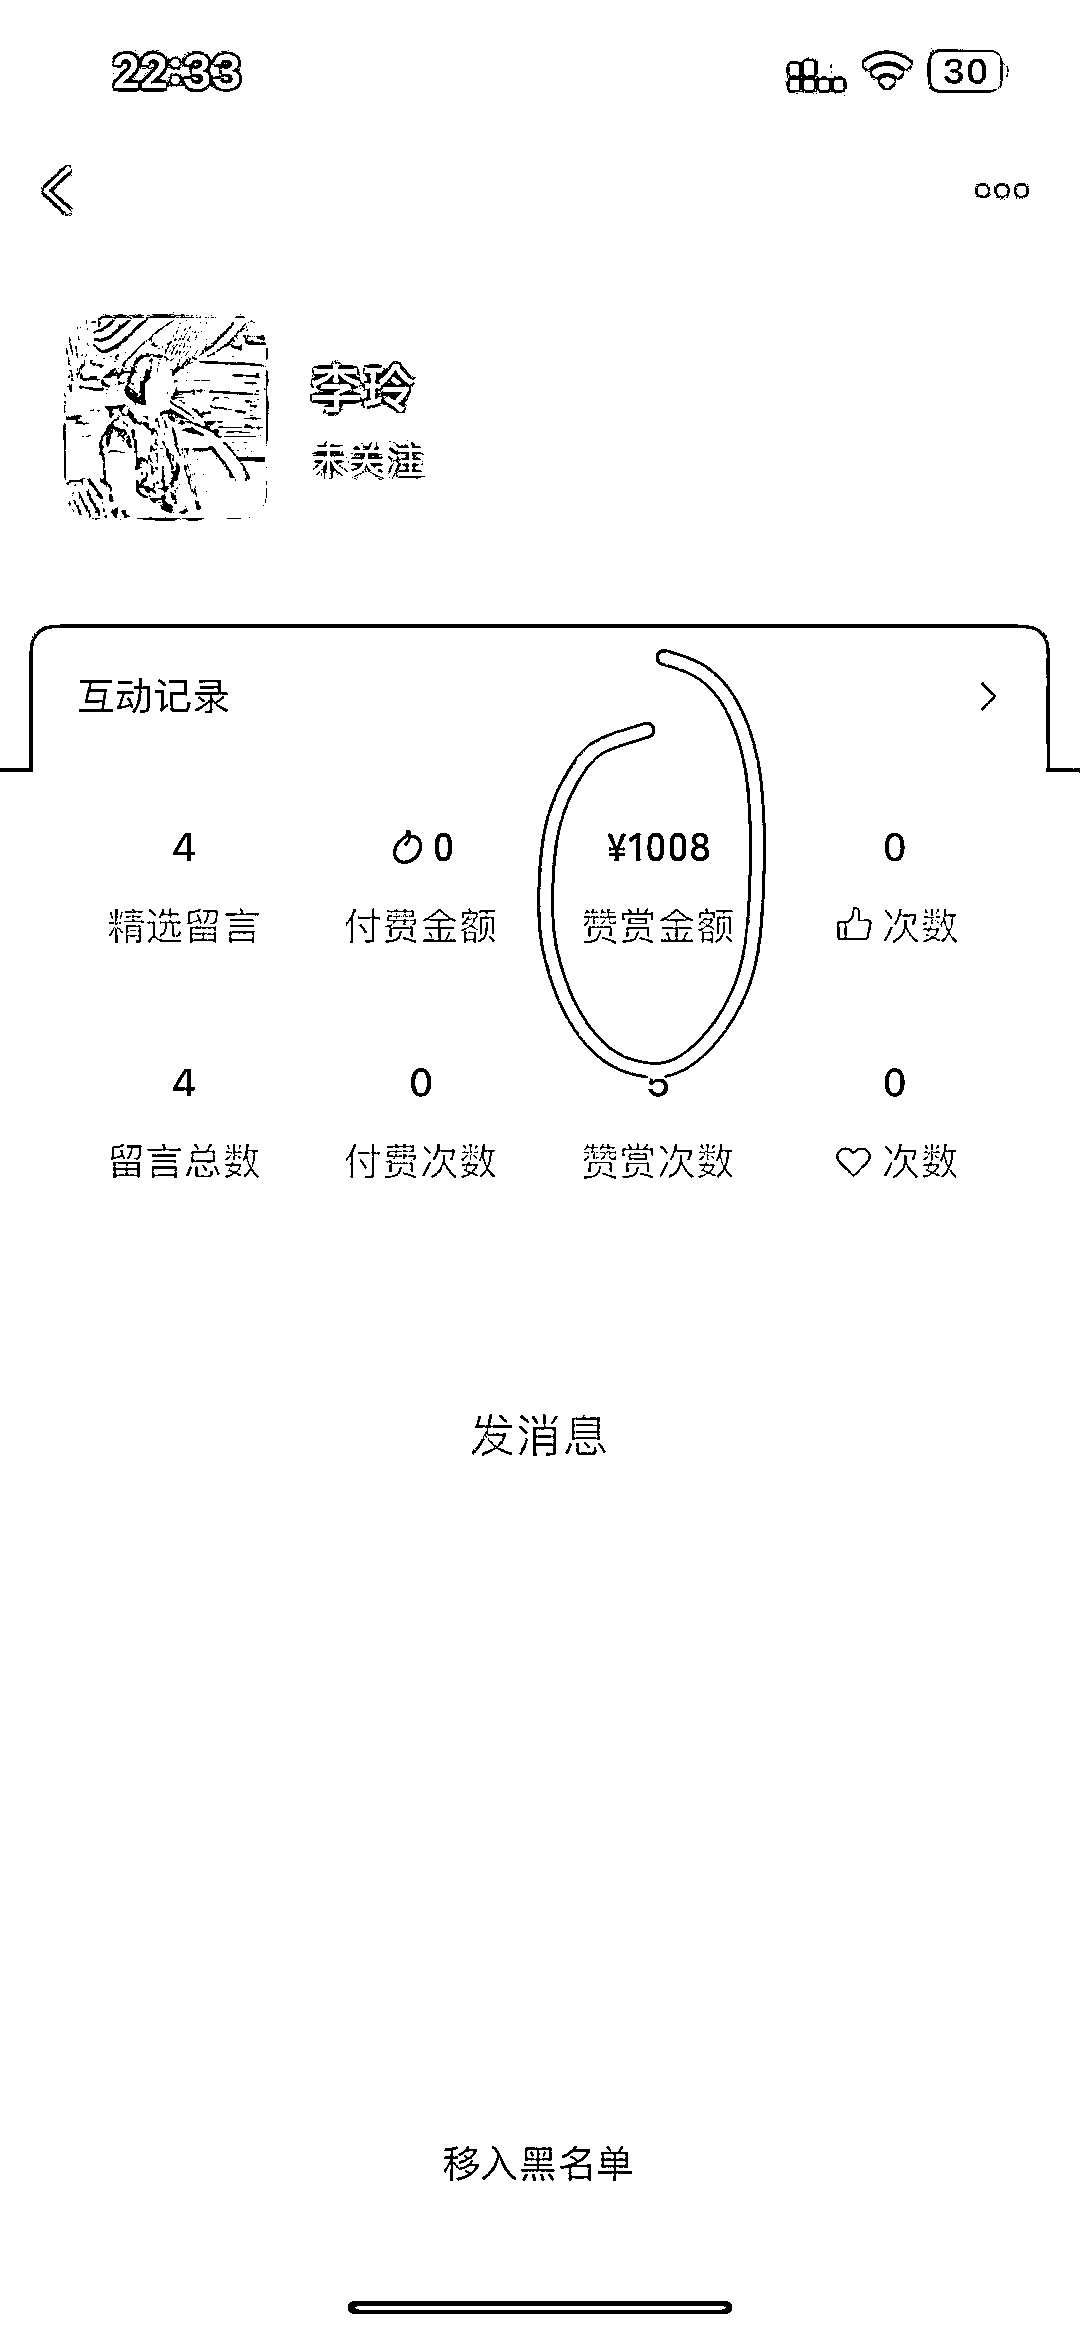 22:33
30
李玲
未关注
互动记录
4
0
¥1008
0
精选留言
付费金额
赞赏金额
次数
4
0
5
0
留言总数
付费次数
赞赏次数
次数
发消息
移入黑名单